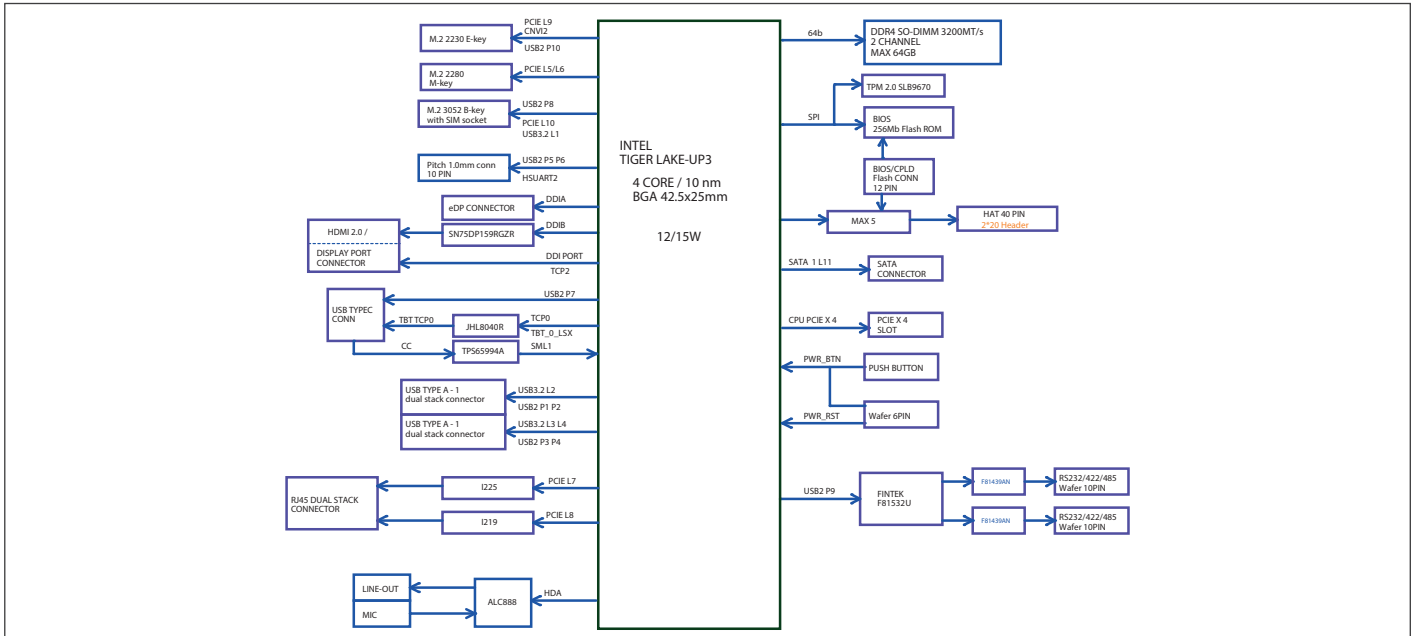 PCIE L9
CNVI2
M.2 2230 E-key
USB2 P10
M.2 2280
M-key
PCIE L5/L6
M.2 3052 B-key
with SIM socket
USB2 P8
PCIE L10
USB3.2 L1
Pitch 1.0mm conn
10 PIN
USB2 P5 P6
HSUART2
eDP CONNECTOR
DDIA
HDMI 2.0 /
DISPLAY PORT
CONNECTOR
SN75DP159RGZR
DDIB
DDI PORT
TCP2
USB TYPEC
CONN
USB2 P7
TBT TCP0
JHL8040R
TCP0
TBT_0_LSX
CC
TPS65994A
SML1
USB TYPE A - 1
dual stack connector
USB3.2 L2
USB2 P1 P2
USB TYPE A - 1
dual stack connector
USB3.2 L3 L4
USB2 P3 P4
RJ45 DUAL STACK
CONNECTOR
I225
PCIE L7
I219
PCIE L8
LINE-OUT
MIC
ALC888
HDA
INTEL
TIGER LAKE-UP3
4 CORE / 10 nm
BGA 42.5x25mm
12/15W
64b
DDR4 SO-DIMM 3200MT/s
2 CHANNEL
MAX 64GB
TPM 2.0 SLB9670
SPI
BIOS
256Mb Flash ROM
BIOS/CPLD
Flash CONN
12 PIN
MAX 5
HAT 40 PIN
2*20 Header
SATA 1 L11
SATA
CONNECTOR
CPU PCIE X 4
PCIE X 4
SLOT
PWR_BTN
PUSH BUTTON
PWR_RST
Wafer 6PIN
USB2 P9
FINTEK
F81532U
F81439AN
RS232/422/485
Wafer 10PIN
F81439AN
RS232/422/485
Wafer 10PIN